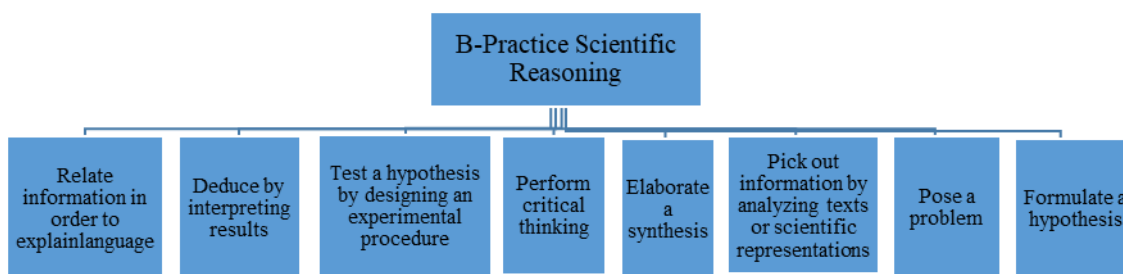 B-Practice Scientific
Reasoning
Relate
information in
order to
explainlanguage
Deduce by
interpreting
results
Test a hypothesis
by designing an
experimental
procedure
Perform
critical
thinking
Elaborate
a
synthesis
Pick out
information by
analyzing texts
or scientific
representations
Pose a
problem
Formulate a
hypothesis